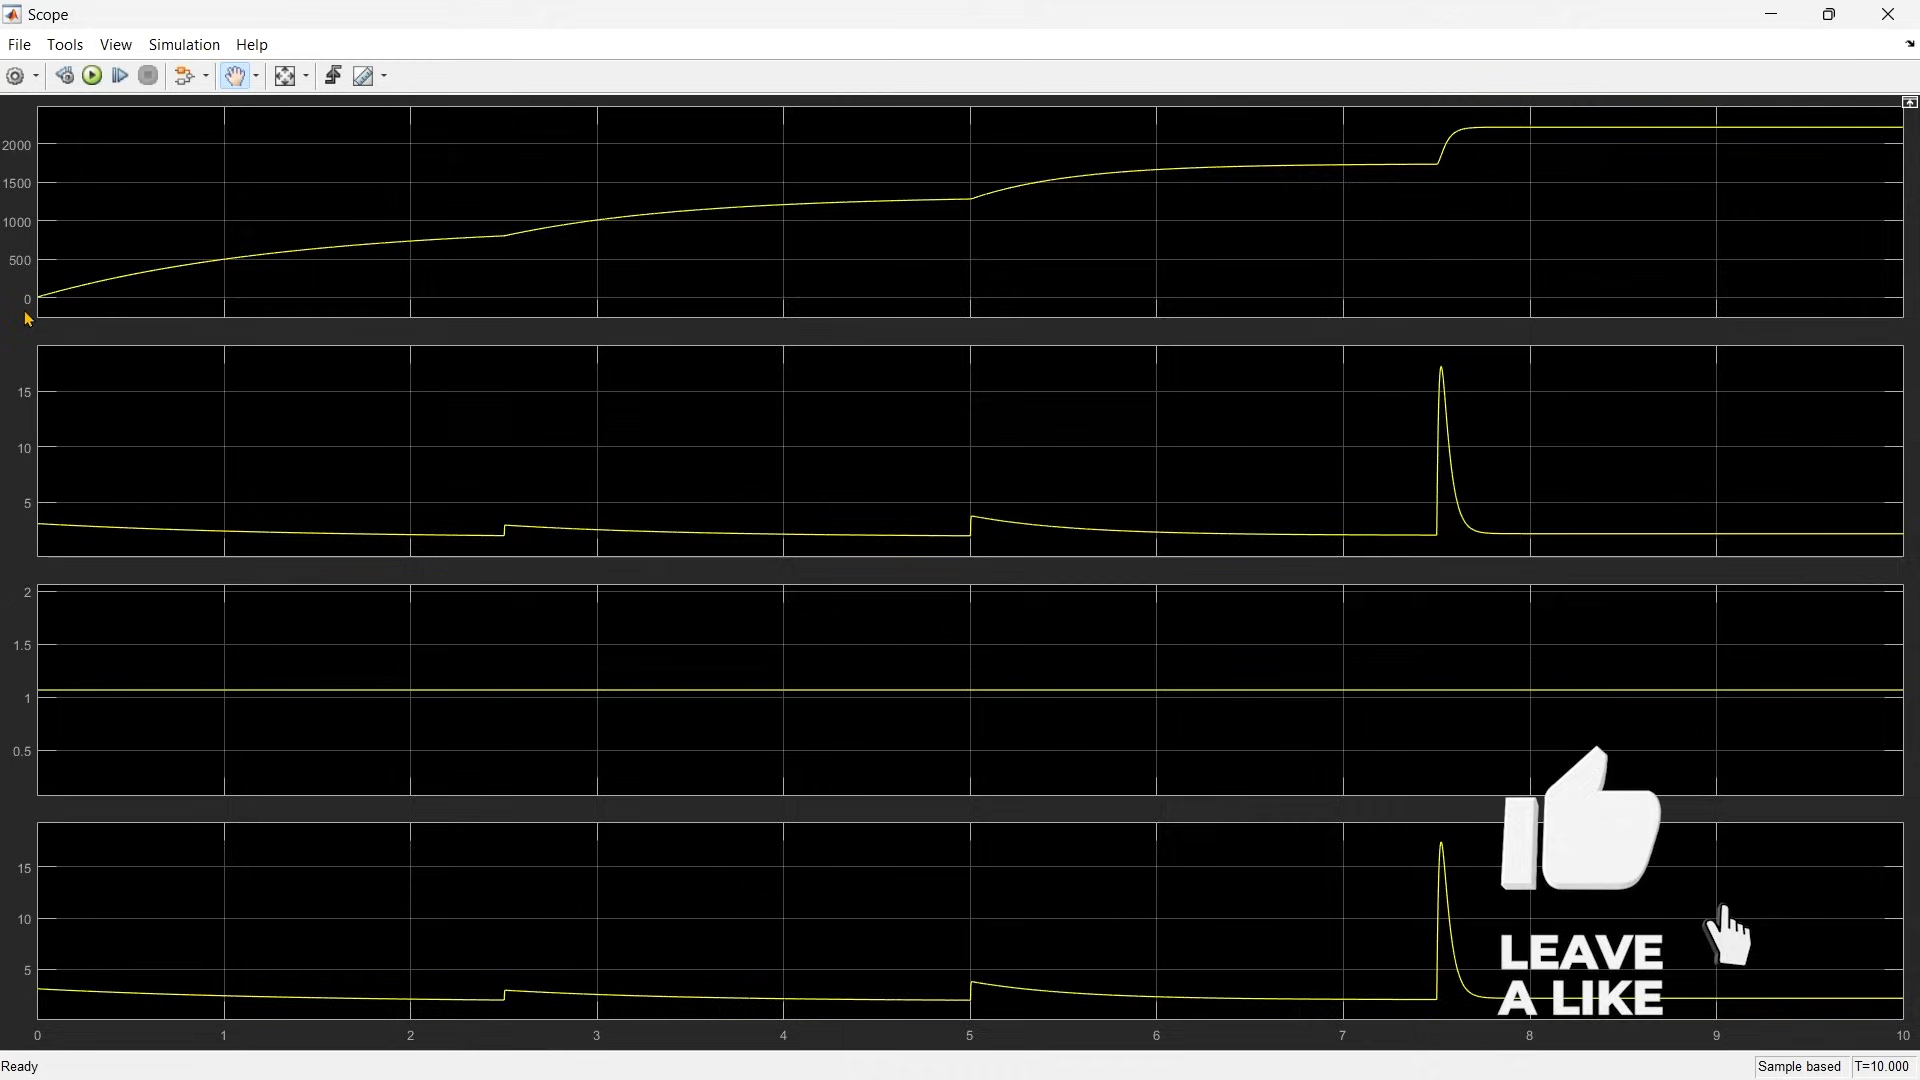 Scope
File Tools View Simulation Help
2000
1500
1000
500
0
15
10
5
2
1.5
1
0.5
15
10
5
0 1 2 3 4 5 6 7 8 9 10
LEAVE
A LIKE
Ready
Sample based T=10.000